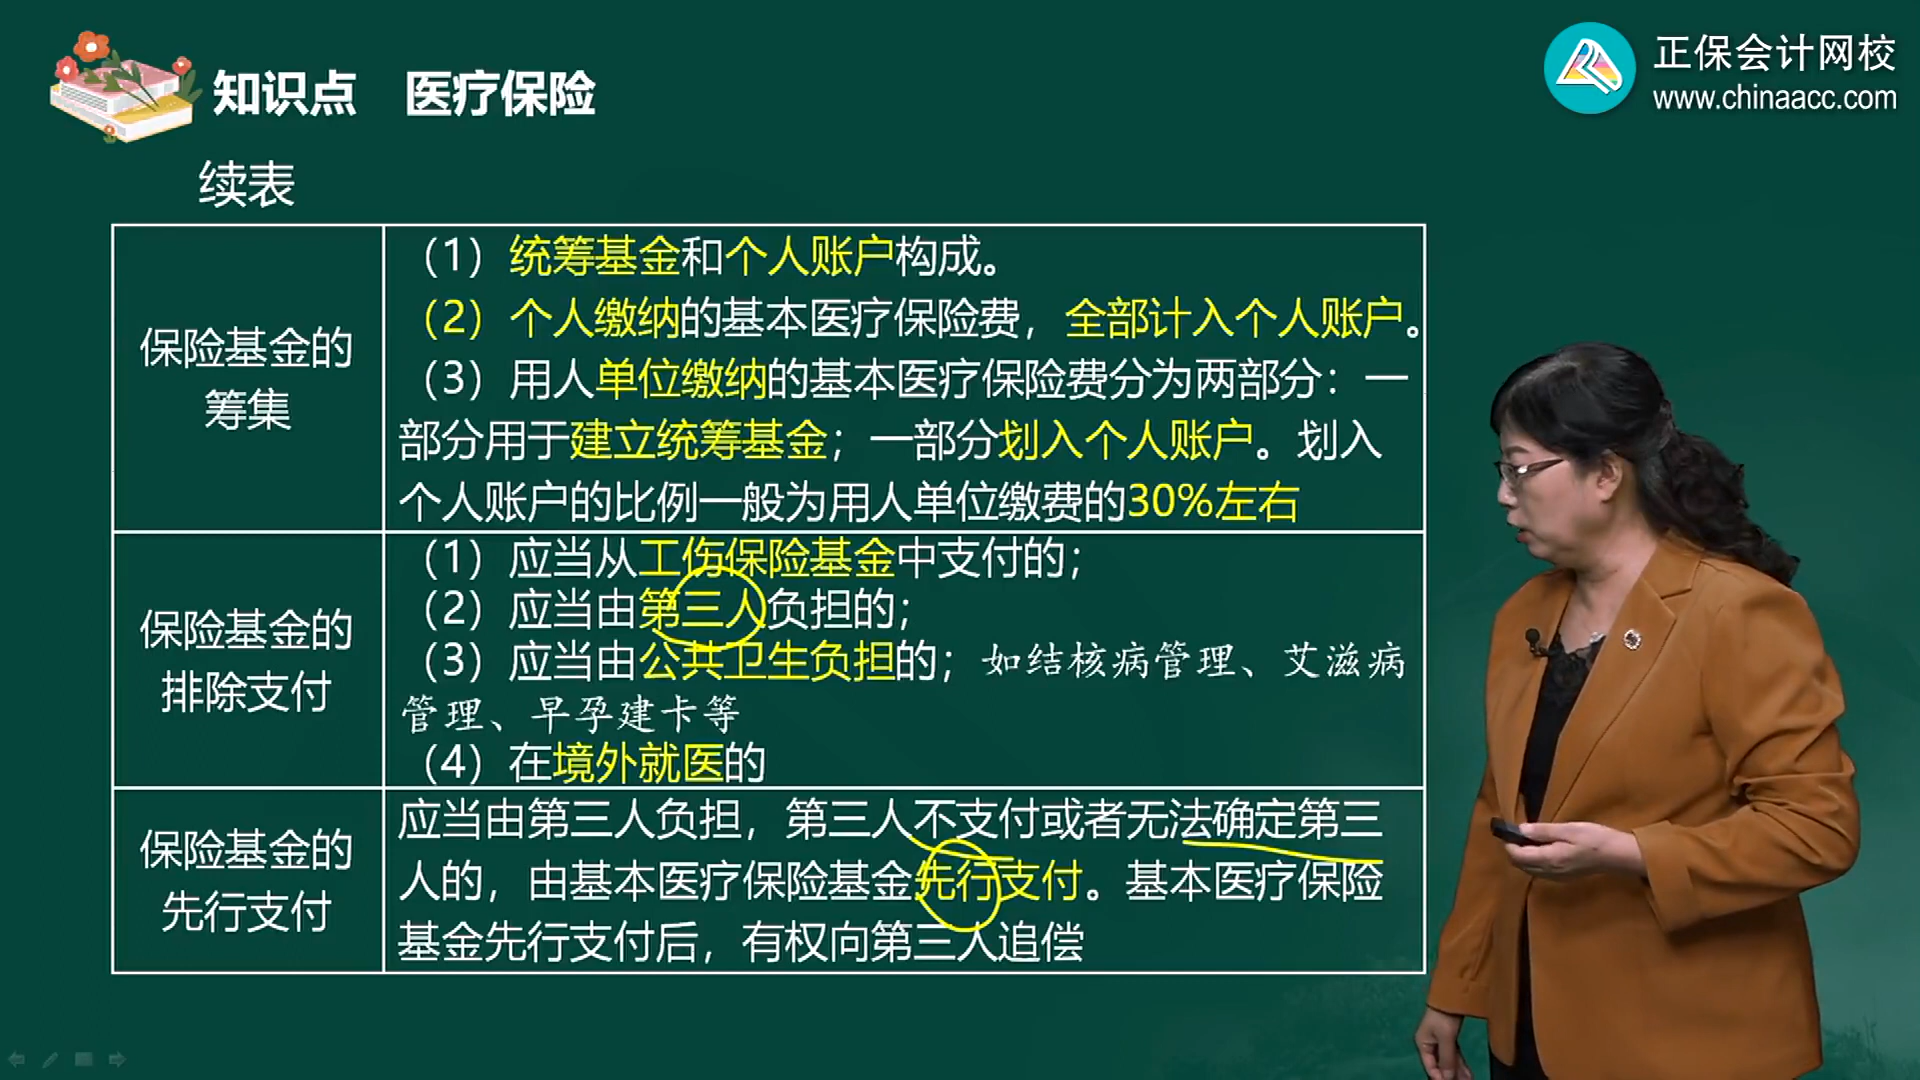 知识点 医疗保险
正保会计网校
www.chinaacc.com
续表
保险基金的
筹集
（1）统筹基金和个人账户构成。
（2）个人缴纳的基本医疗保险费，全部计入个人账户。
（3）用人单位缴纳的基本医疗保险费分为两部分：一
部分用于建立统筹基金；一部分划入个人账户。划入
个人账户的比例一般为用人单位缴费的30%左右
保险基金的
排除支付
（1）应当从工伤保险基金中支付的；
（2）应当由第三人负担的；
（3）应当由公共卫生负担的；如结核病管理、艾滋病
管理、早孕建卡等
（4）在境外就医的
保险基金的
先行支付
应当由第三人负担，第三人不支付或者无法确定第三
人的，由基本医疗保险基金先行支付。基本医疗保险
基金先行支付后，有权向第三人追偿